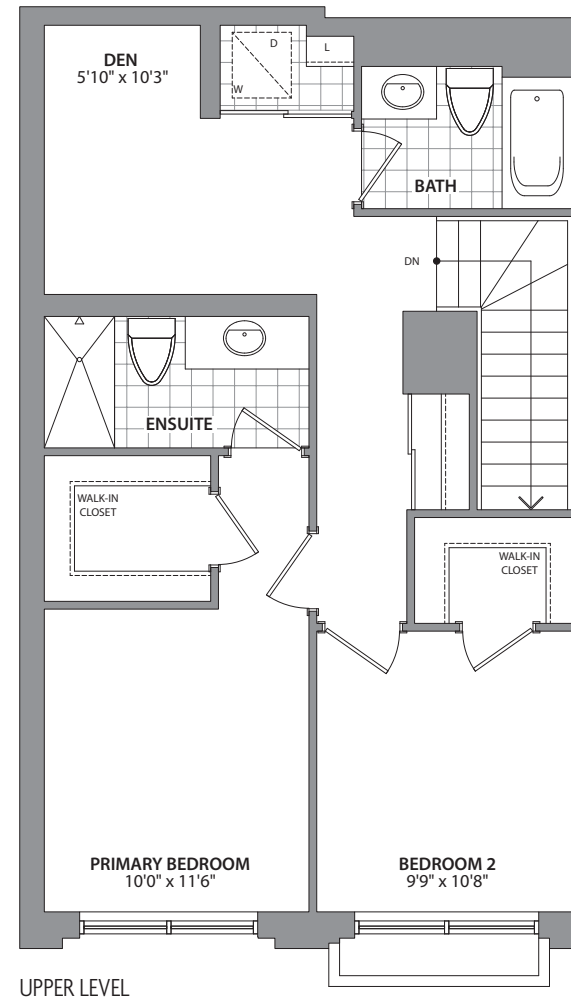 DEN
5'10" x 10'3"
D
L
W
BATH
DN
ENSUITE
WALK-IN
CLOSET
WALK-IN
CLOSET
PRIMARY BEDROOM
10'0" x 11'6"
BEDROOM 2
9'9" x 10'8"
UPPER LEVEL